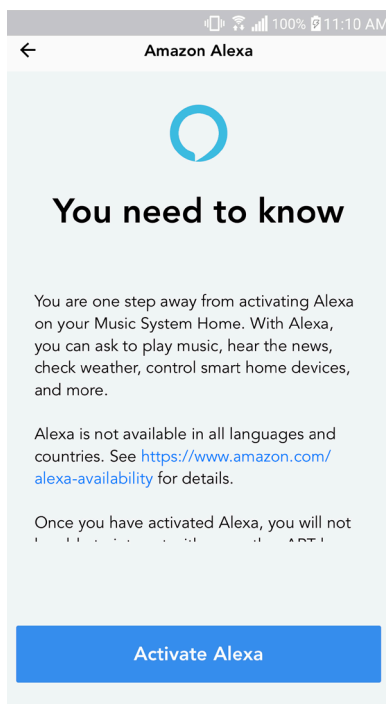 100% 11:10 AM
Amazon Alexa
You need to know
You are one step away from activating Alexa
on your Music System Home. With Alexa,
you can ask to play music, hear the news,
check weather, control smart home devices,
and more.
Alexa is not available in all languages and
countries. See https://www.amazon.com/
alexa-availability for details.
Once you have activated Alexa, you will not
Activate Alexa